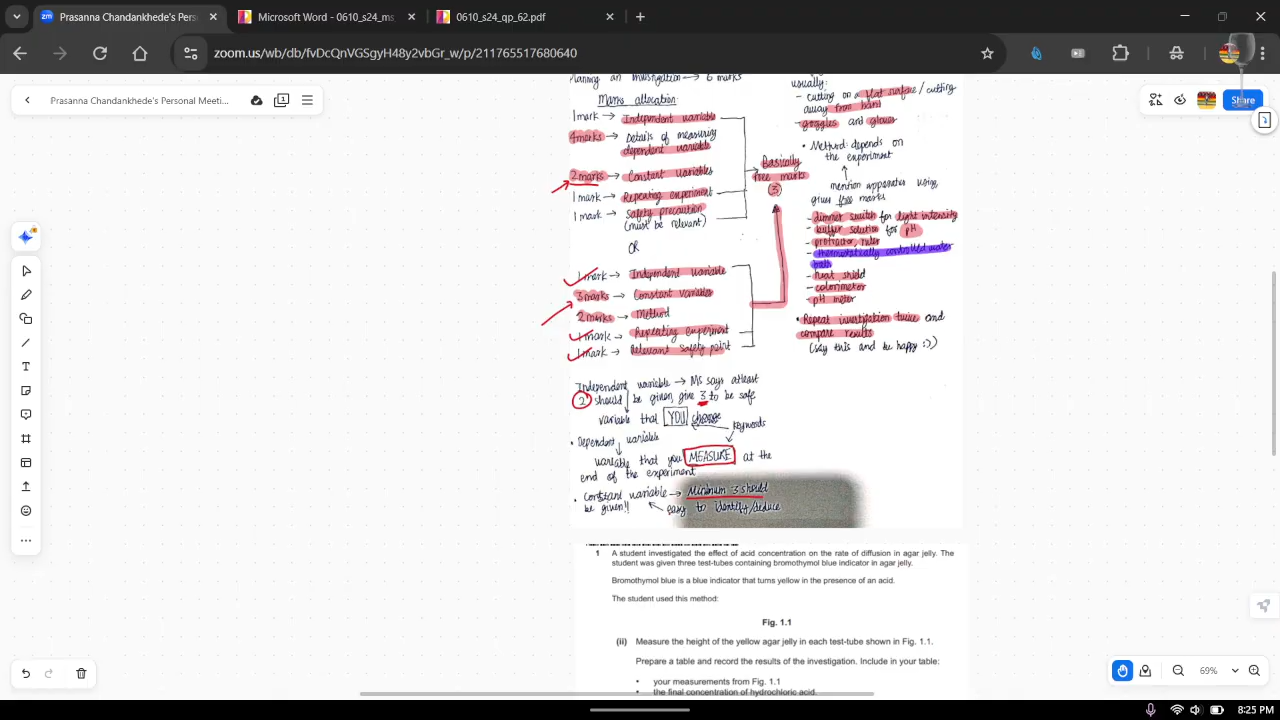 Memorial - 0610_s24_ms
0610_s24_qp_62.pdf
zoom.us/wb/db/fvDcQnVGSgyH48y2vbGr_w/p/211765517680640
Prasanna Chandankhede's Personal Meeti...
Share
Planning an investigation → 6 marks
Marks allocation:
1 mark → Independent variable
4 marks → Details of measuring
dependent variable
2 marks → Constant variables
1 mark → Repeating experiment
1 mark → Safety precaution
(must be relevant)
OR
1 mark → Independent variable
3 marks → Constant variables
2 marks → Method
1 mark → Repeating experiment
1 mark → Relevant safety point
Basically
free marks
(3)
Independent variable → MS says atleast
2 should be given, give 3 to be safe
variable that YOU change
keywords
• Dependent variable
variable that you MEASURE at the
end of the experiment
• Constant variable → Minimum 3 should
be given!! easy to identify/deduce
usually:
- cutting on a flat surface / cutting
away from hand
- goggles and gloves
• Method: depends on
the experiment
mention apparatus using,
gives free marks
- dimmer switch for light intensity
- buffer solution for pH
- protractor, ruler
- thermostatically controlled water
bath
- heat shield
- colorimeter
- pH meter
• Repeat investigation twice and
compare results
(say this and be happy :))
1 A student investigated the effect of acid concentration on the rate of diffusion in agar jelly. The
student was given three test-tubes containing bromothymol blue indicator in agar jelly.
Bromothymol blue is a blue indicator that turns yellow in the presence of an acid.
The student used this method:
Fig. 1.1
(ii) Measure the height of the yellow agar jelly in each test-tube shown in Fig. 1.1.
Prepare a table and record the results of the investigation. Include in your table:
• your measurements from Fig. 1.1
• the final concentration of hydrochloric acid.
69%
8:25 PM